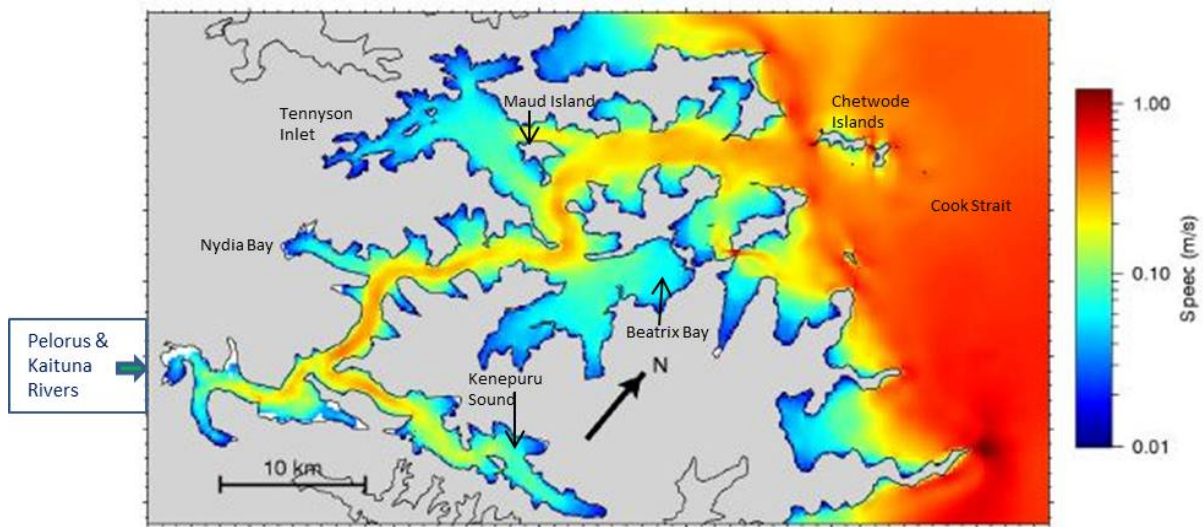 Tennyson
Inlet
Maud Island
Chetwode
Islands
Cook Strait
Nydia Bay
Pelorus &
Kaituna
Rivers
Beatrix Bay
N
Kenepuru
Sound
10 km
1.00
0.10
0.01
Speec (m/s)